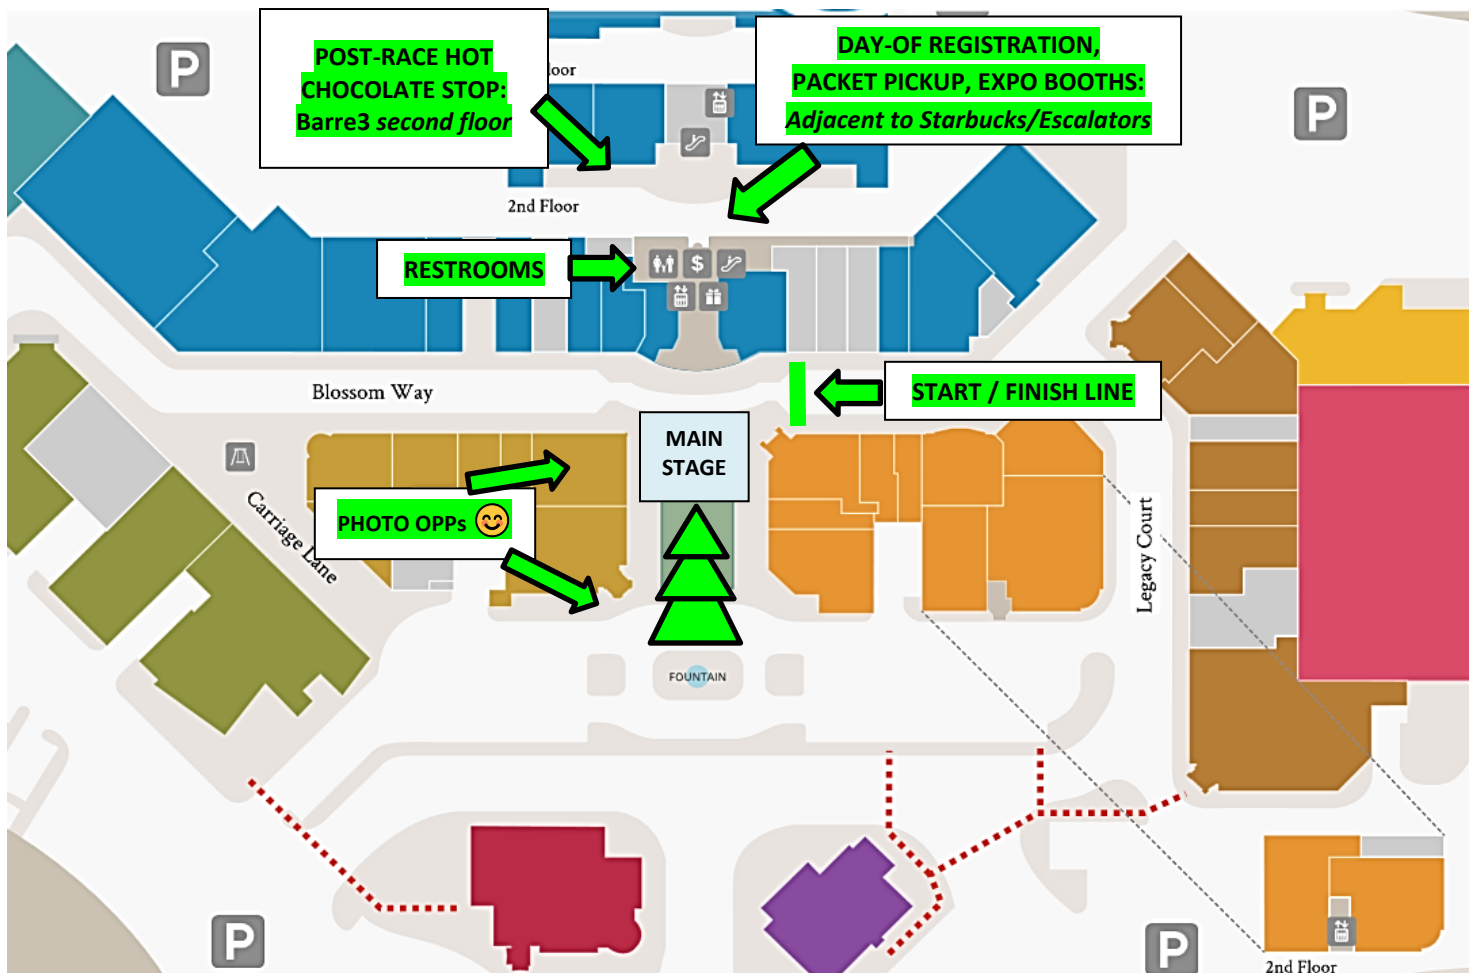 POST-RACE HOT
CHOCOLATE STOP:
Barre3 second floor
DAY-OF REGISTRATION,
PACKET PICKUP, EXPO BOOTHS:
Adjacent to Starbucks/Escalators
P
P
2nd Floor
RESTROOMS
$
Blossom Way
START / FINISH LINE
MAIN
STAGE
PHOTO OPPs 😊
Carriage Lane
Legacy Court
FOUNTAIN
P
P
2nd Floor